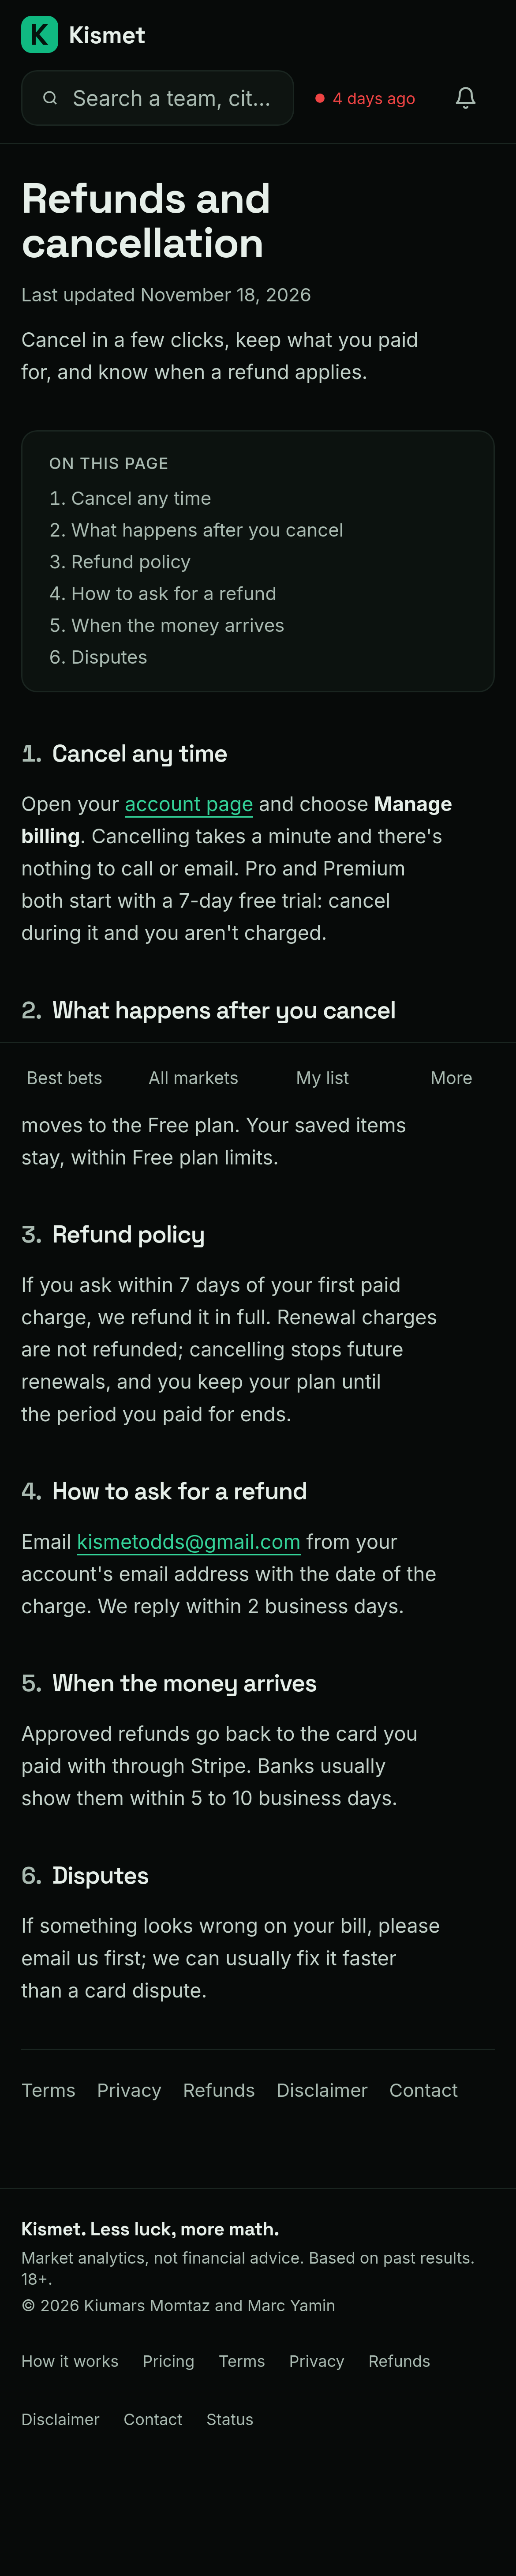 K Kismet
Search a team, cit...
4 days ago
Refunds and
cancellation
Last updated November 18, 2026
Cancel in a few clicks, keep what you paid
for, and know when a refund applies.
ON THIS PAGE
1. Cancel any time
2. What happens after you cancel
3. Refund policy
4. How to ask for a refund
5. When the money arrives
6. Disputes
1. Cancel any time
Open your account page and choose Manage
billing. Cancelling takes a minute and there's
nothing to call or email. Pro and Premium
both start with a 7-day free trial: cancel
during it and you aren't charged.
2. What happens after you cancel
Best bets All markets My list More
moves to the Free plan. Your saved items
stay, within Free plan limits.
3. Refund policy
If you ask within 7 days of your first paid
charge, we refund it in full. Renewal charges
are not refunded; cancelling stops future
renewals, and you keep your plan until
the period you paid for ends.
4. How to ask for a refund
Email kismetodds@gmail.com from your
account's email address with the date of the
charge. We reply within 2 business days.
5. When the money arrives
Approved refunds go back to the card you
paid with through Stripe. Banks usually
show them within 5 to 10 business days.
6. Disputes
If something looks wrong on your bill, please
email us first; we can usually fix it faster
than a card dispute.
Terms Privacy Refunds Disclaimer Contact
Kismet. Less luck, more math.
Market analytics, not financial advice. Based on past results.
18+.
© 2026 Kiumars Momtaz and Marc Yamin
How it works Pricing Terms Privacy Refunds
Disclaimer Contact Status